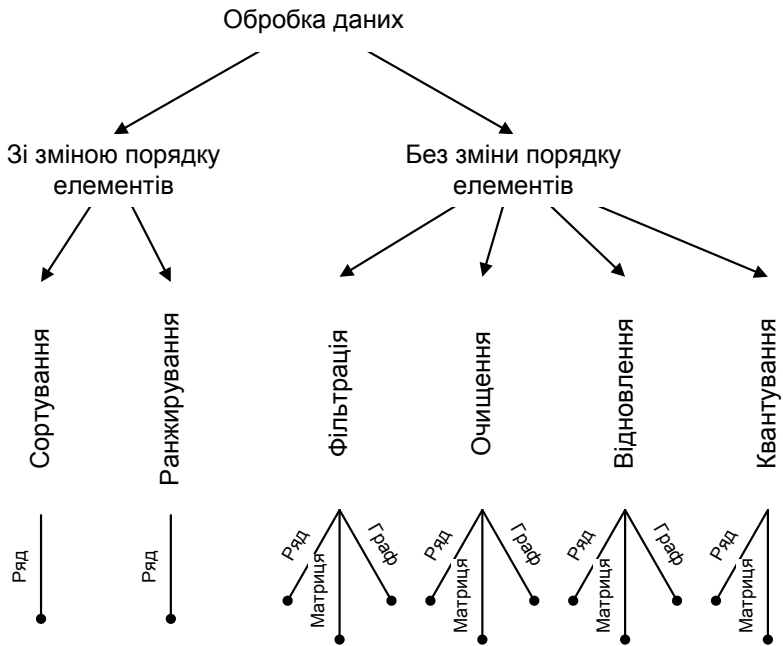 Обробка даних
Зі зміною порядку
елементів
Без зміни порядку
елементів
Сортування
Ранжирування
Фільтрація
Очищення
Відновлення
Квантування
Ряд
Ряд
Ряд
Матриця
Граф
Ряд
Матриця
Граф
Ряд
Матриця
Граф
Ряд
Матриця